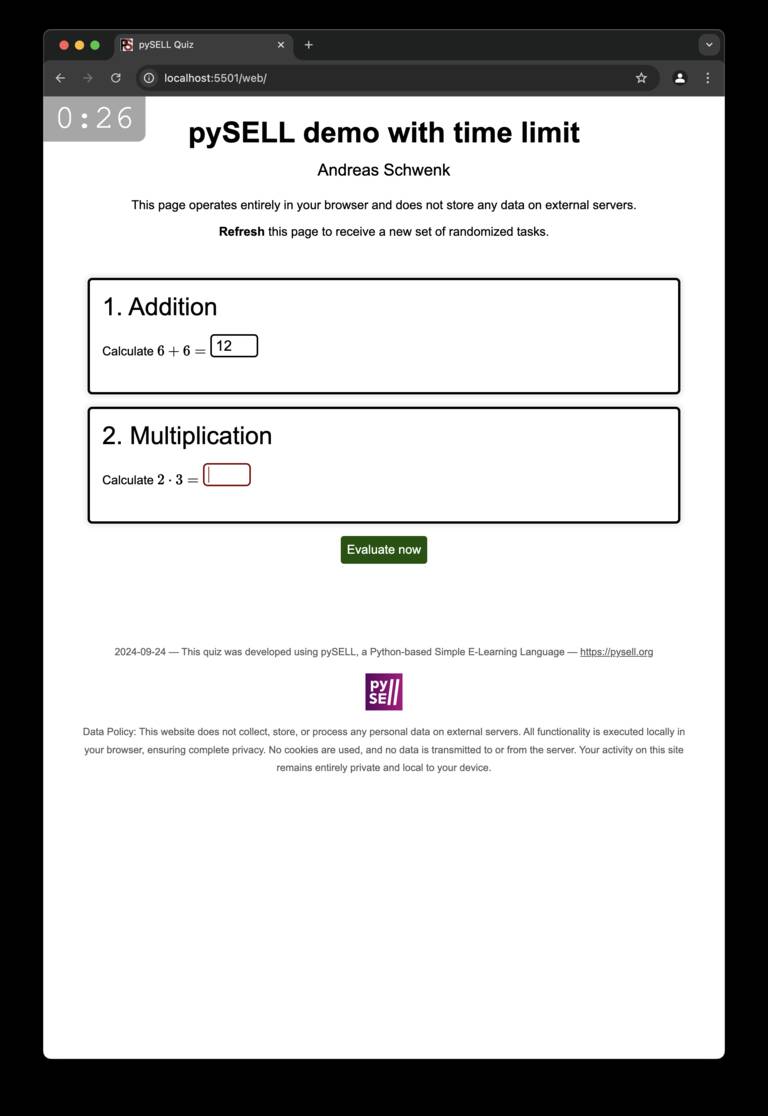 pySELL Quiz
localhost:5501/web/
0:26
pySELL demo with time limit
Andreas Schwenk
This page operates entirely in your browser and does not store any data on external servers.
Refresh this page to receive a new set of randomized tasks.
1. Addition
Calculate 6 + 6 = 12
2. Multiplication
Calculate 2 · 3 =
Evaluate now
2024-09-24 — This quiz was developed using pySELL, a Python-based Simple E-Learning Language — https://pysell.org
py
SE//
Data Policy: This website does not collect, store, or process any personal data on external servers. All functionality is executed locally in
your browser, ensuring complete privacy. No cookies are used, and no data is transmitted to or from the server. Your activity on this site
remains entirely private and local to your device.